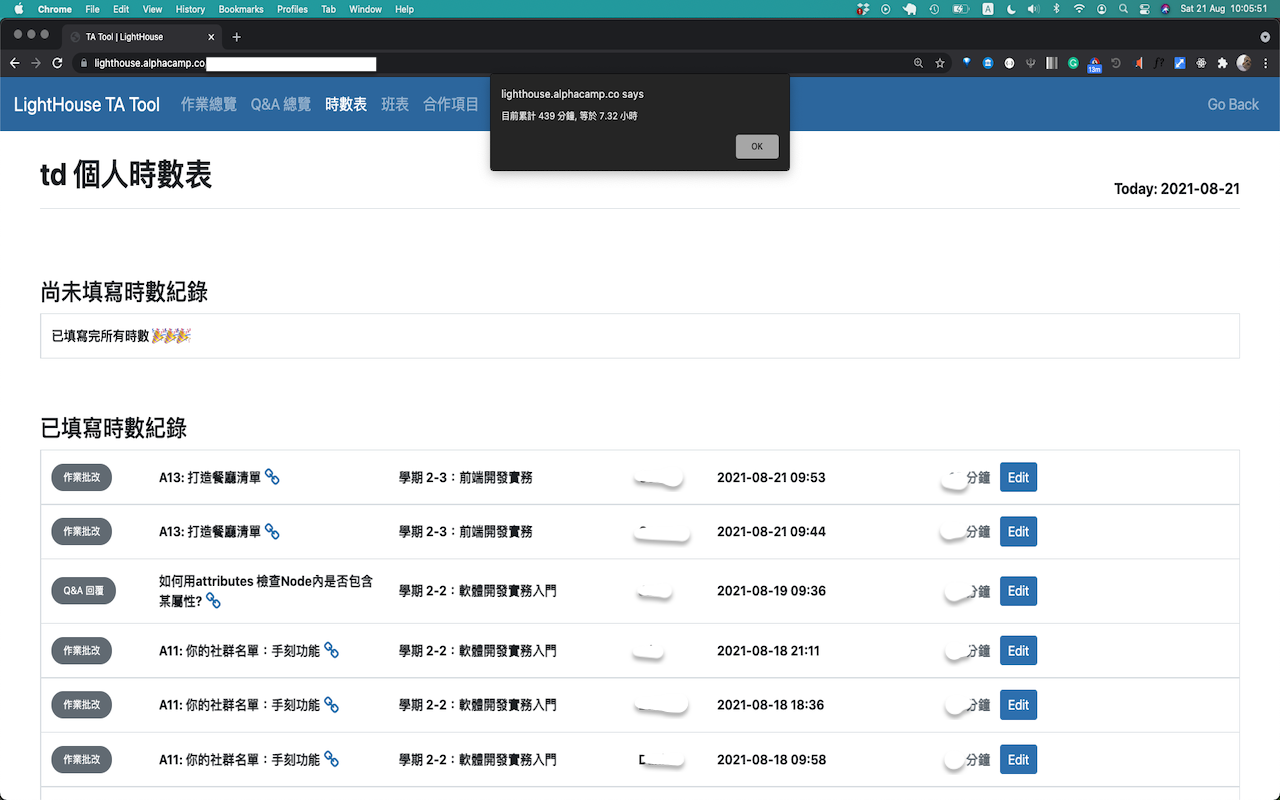 Chrome File Edit View History Bookmarks Profiles Tab Window Help A Sat 21 Aug 10:05:51
TA Tool | LightHouse
lighthouse.alphacamp.co
13m
f?
LightHouse TA Tool 作業總覽 Q&A 總覽 時數表 班表 合作項目 Go Back
lighthouse.alphacamp.co says
目前累計 439 分鐘, 等於 7.32 小時
OK
td 個人時數表
Today: 2021-08-21
尚未填寫時數紀錄
已填寫完所有時數 🎉🎉🎉
已填寫時數紀錄
作業批改 A13: 打造餐廳清單 學期 2-3：前端開發實務 2021-08-21 09:53 分鐘 Edit
作業批改 A13: 打造餐廳清單 學期 2-3：前端開發實務 2021-08-21 09:44 分鐘 Edit
Q&A 回覆 如何用attributes 檢查Node內是否包含
某屬性? 學期 2-2：軟體開發實務入門 2021-08-19 09:36 分鐘 Edit
作業批改 A11: 你的社群名單：手刻功能 學期 2-2：軟體開發實務入門 2021-08-18 21:11 分鐘 Edit
作業批改 A11: 你的社群名單：手刻功能 學期 2-2：軟體開發實務入門 2021-08-18 18:36 分鐘 Edit
作業批改 A11: 你的社群名單：手刻功能 學期 2-2：軟體開發實務入門 2021-08-18 09:58 分鐘 Edit